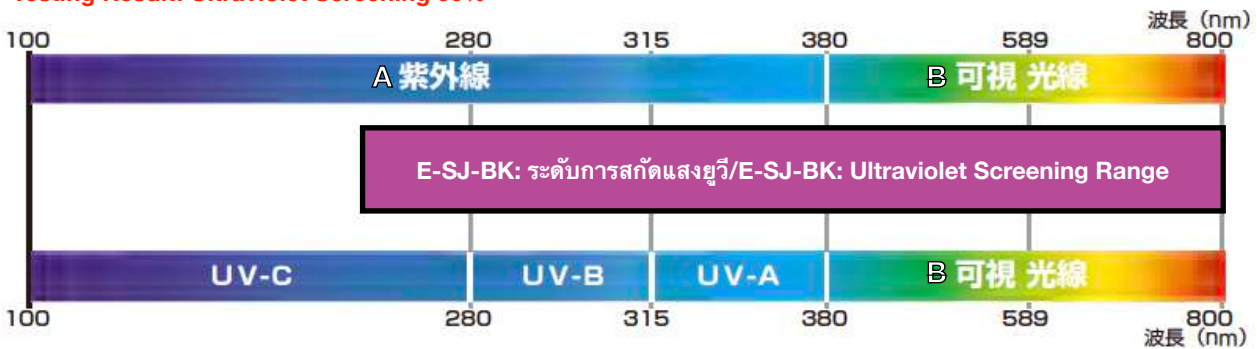 波長 (nm)
100 280 315 380 589 800
A 紫外線 B 可視 光線
E-SJ-BK: ระดับการสกัดแสงยูวี/E-SJ-BK: Ultraviolet Screening Range
UV-C UV-B UV-A B 可視 光線
100 280 315 380 589 800
波長 (nm)